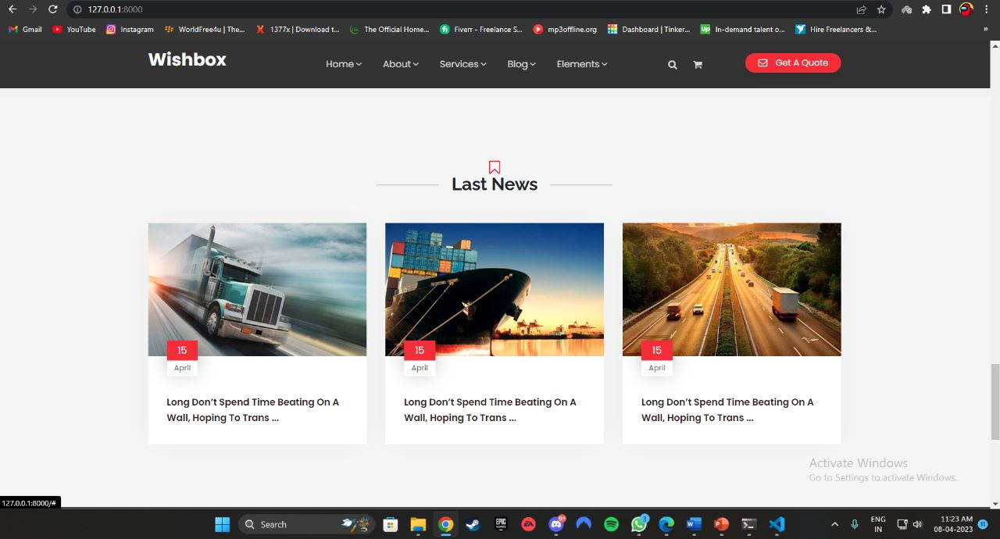 127.0.0.1:8000
Gmail YouTube Instagram WorldFree4u | The... 1377x | Download t... The Official Home... Fiverr - Freelance S... mp3offline.org Dashboard | Tinker... In-demand talent o... Hire Freelancers &... »
Wishbox Home About Services Blog Elements Get A Quote
Last News
15 15 15
April April April
Long Don’t Spend Time Beating On A Long Don’t Spend Time Beating On A Long Don’t Spend Time Beating On A
Wall, Hoping To Trans ... Wall, Hoping To Trans ... Wall, Hoping To Trans ...
Activate Windows
Go to Settings to activate Windows.
127.0.0.1:8000/#
Search EPIC GAMES EA 9+ 3 ENG 11:23 AM
IN 08-04-2023 11